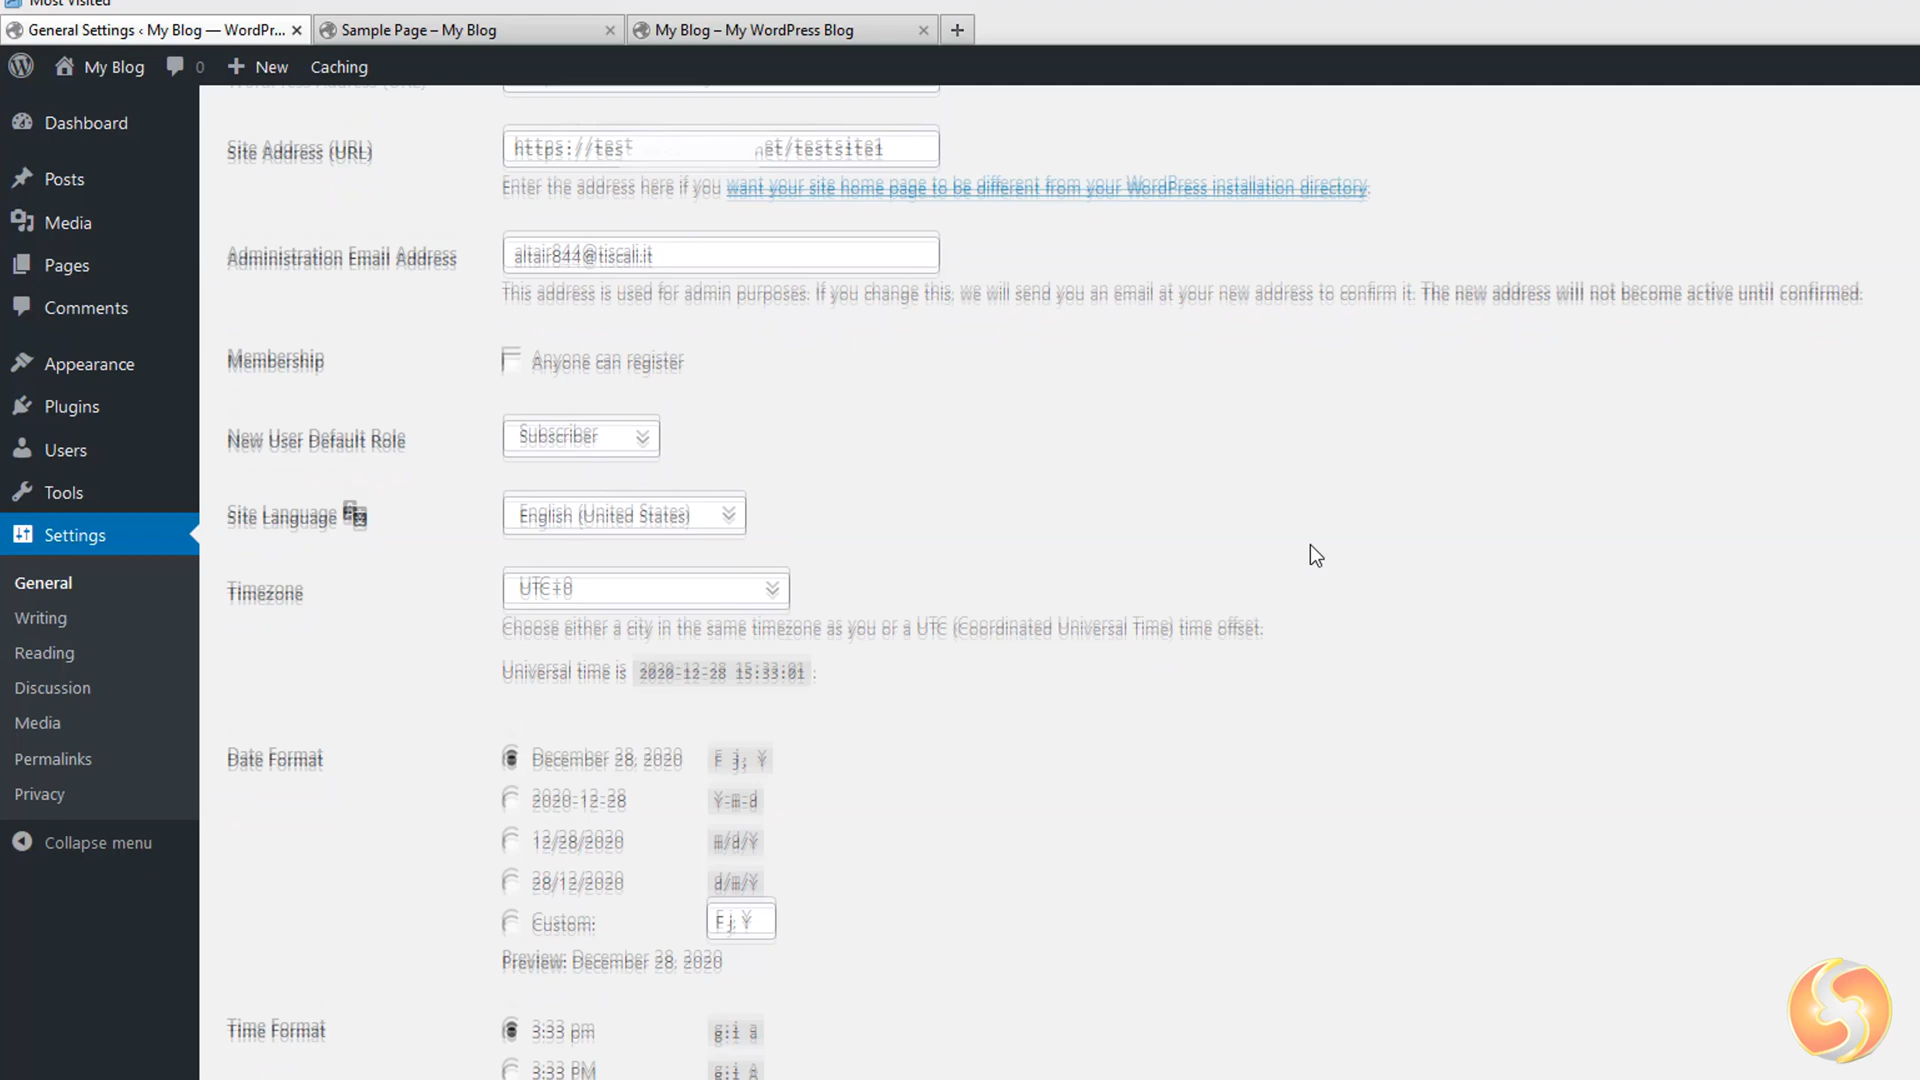 Most Visited
General Settings ‹ My Blog — WordPr...
Sample Page – My Blog
My Blog – My WordPress Blog
My Blog
0
New
Caching
Dashboard
Posts
Media
Pages
Comments
Appearance
Plugins
Users
Tools
Settings
General
Writing
Reading
Discussion
Media
Permalinks
Privacy
Collapse menu
WordPress Address (URL)
Site Address (URL)
https://test et/testsite1
Enter the address here if you want your site home page to be different from your WordPress installation directory.
Administration Email Address
altair844@tiscali.it
This address is used for admin purposes. If you change this, we will send you an email at your new address to confirm it. The new address will not become active until confirmed.
Membership
Anyone can register
New User Default Role
Subscriber
Site Language
English (United States)
Timezone
UTC+0
Choose either a city in the same timezone as you or a UTC (Coordinated Universal Time) time offset.
Universal time is 2020-12-28 15:33:01 .
Date Format
December 28, 2020 F j, Y
2020-12-28 Y-m-d
12/28/2020 m/d/Y
28/12/2020 d/m/Y
Custom: F j, Y
Preview: December 28, 2020
Time Format
3:33 pm g:i a
3:33 PM g:i A